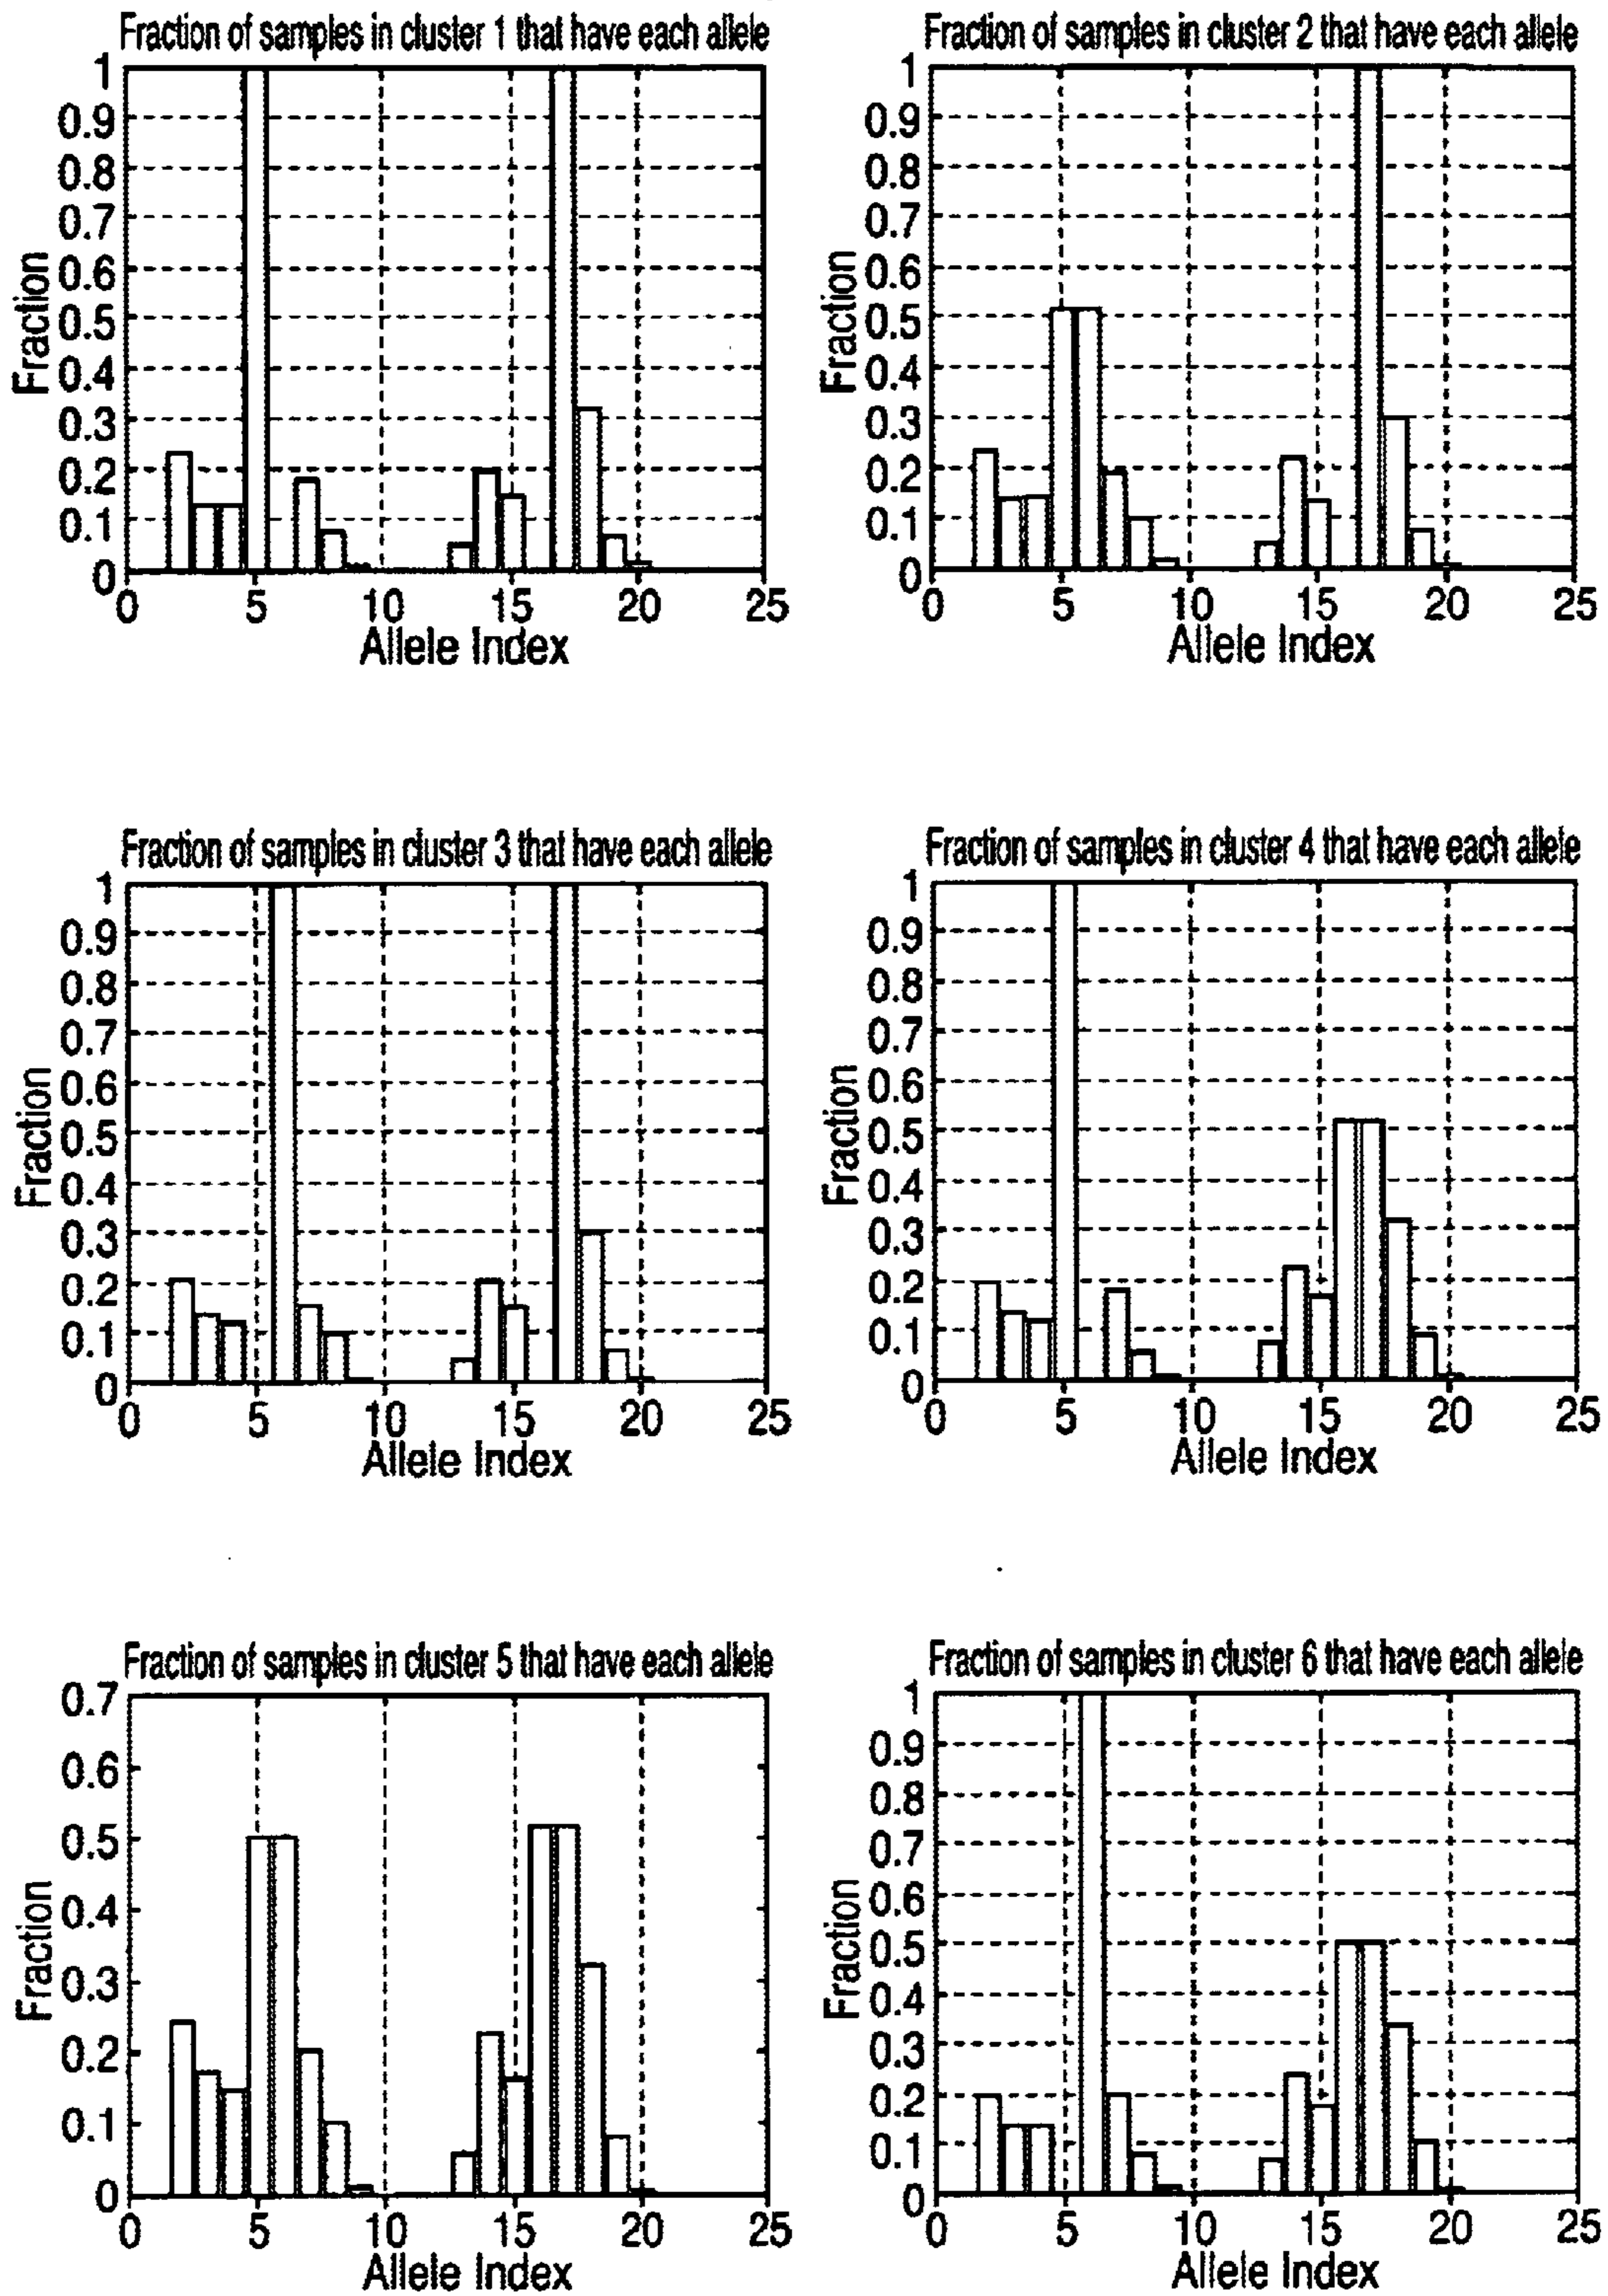 Fraction of samples in cluster 1 that have each allele
1
0.9
0.8
0.7
0.6
0.5
0.4
0.3
0.2
0.1
0
Fraction
0 5 10 15 20 25
Allele Index
Fraction of samples in cluster 2 that have each allele
1
0.9
0.8
0.7
0.6
0.5
0.4
0.3
0.2
0.1
0
Fraction
0 5 10 15 20 25
Allele Index
Fraction of samples in cluster 3 that have each allele
1
0.9
0.8
0.7
0.6
0.5
0.4
0.3
0.2
0.1
0
Fraction
0 5 10 15 20 25
Allele Index
Fraction of samples in cluster 4 that have each allele
1
0.9
0.8
0.7
0.6
0.5
0.4
0.3
0.2
0.1
0
Fraction
0 5 10 15 20 25
Allele Index
Fraction of samples in cluster 5 that have each allele
0.7
0.6
0.5
0.4
0.3
0.2
0.1
0
Fraction
0 5 10 15 20 25
Allele Index
Fraction of samples in cluster 6 that have each allele
1
0.9
0.8
0.7
0.6
0.5
0.4
0.3
0.2
0.1
0
Fraction
0 5 10 15 20 25
Allele Index